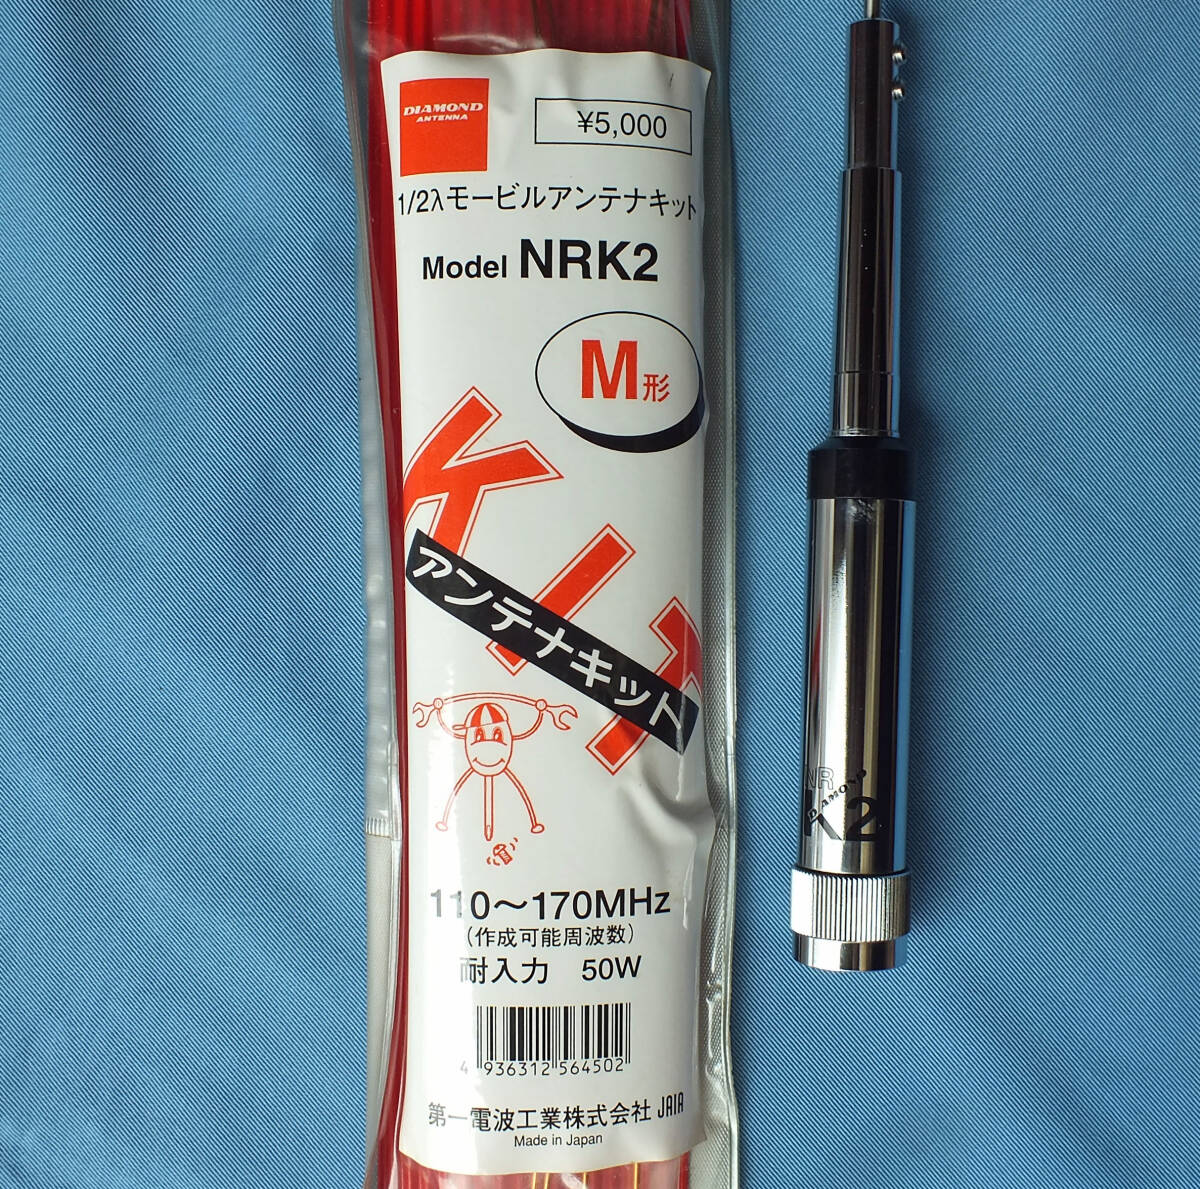 DIAMOND
ANTENNA
¥5,000
1/2λモービルアンテナキット
Model NRK2
M形
KIT
アンテナキット
110～170MHz
（作成可能周波数）
耐入力 50W
4 936312 564502
第一電波工業株式会社 JAIA
Made in Japan
NR
DIAMOND
K2